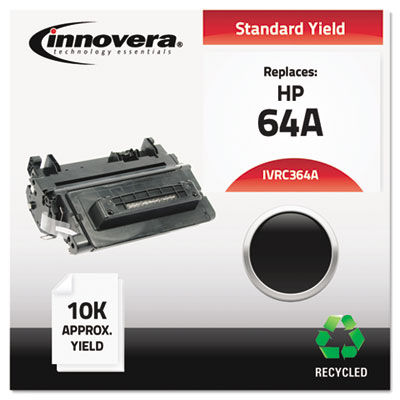 innovera
technology essentials
Standard Yield
Replaces:
HP
64A
IVRC364A
10K
APPROX.
YIELD
RECYCLED